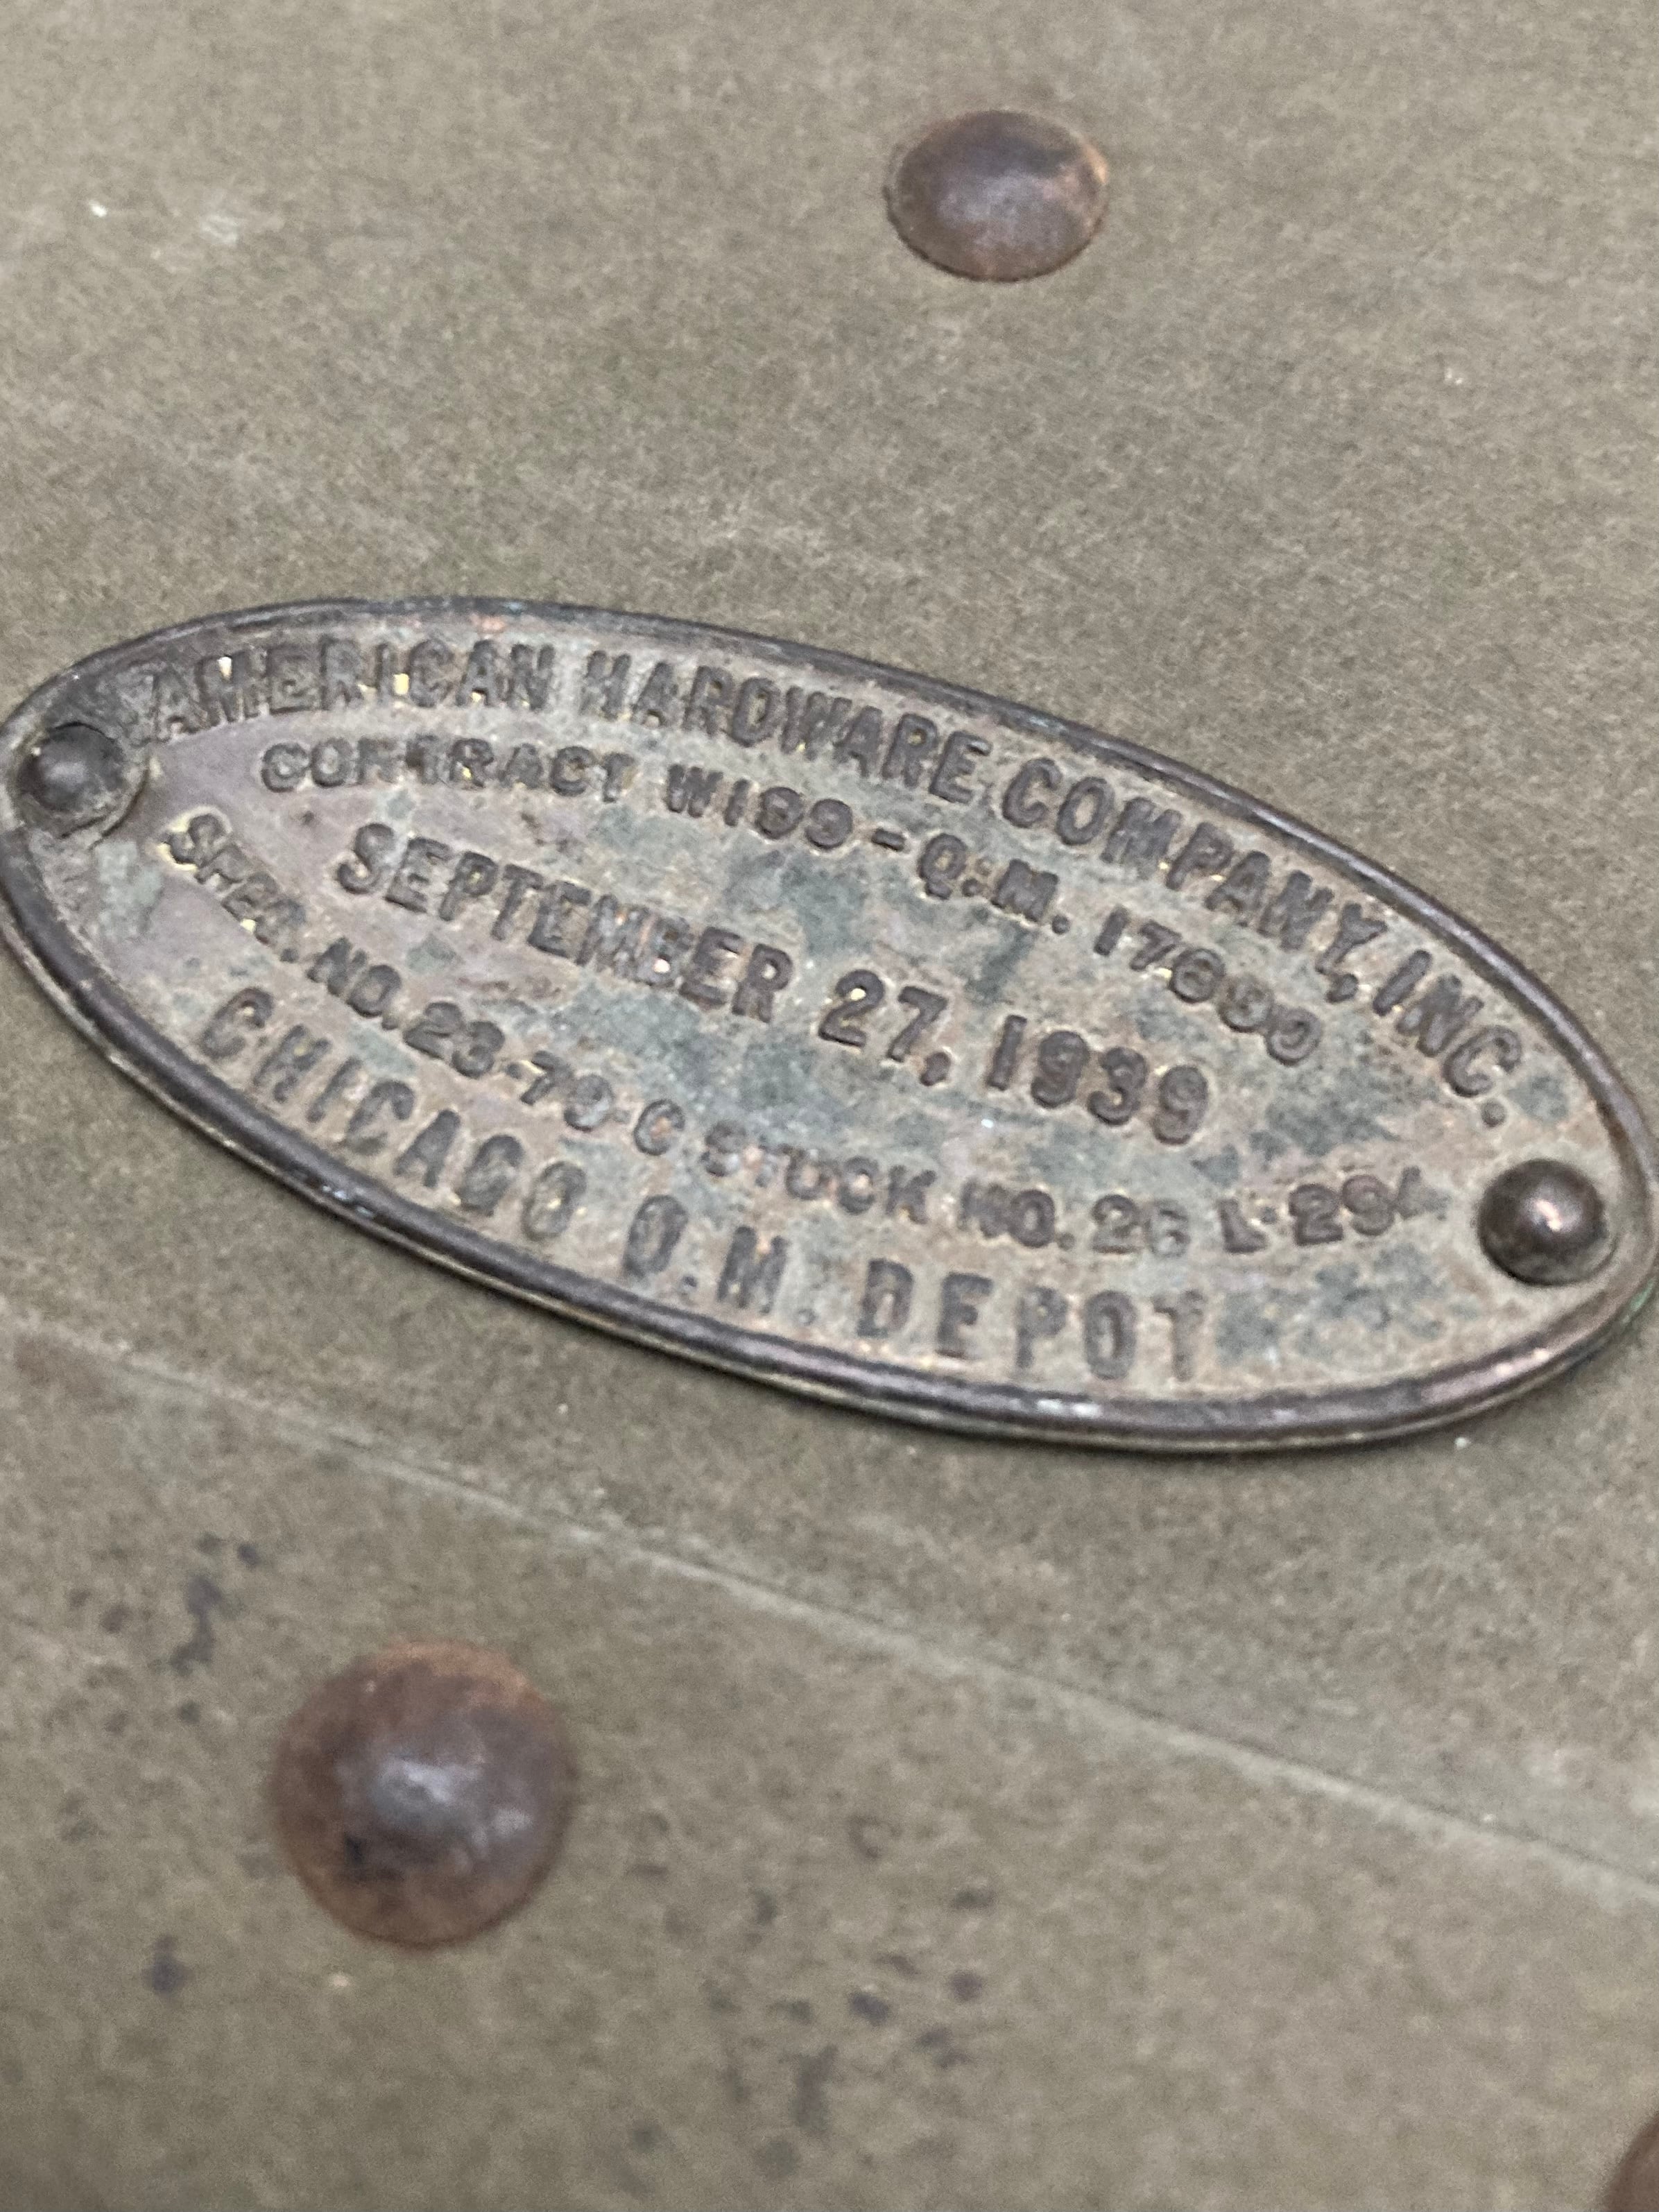 AMERICAN HARDWARE COMPANY, INC.
CONTRACT W199-Q.M. 17690
SEPTEMBER 27, 1939
SPEC. NO. 23-79-C STOCK NO. 26 L-294
CHICAGO Q.M. DEPOT